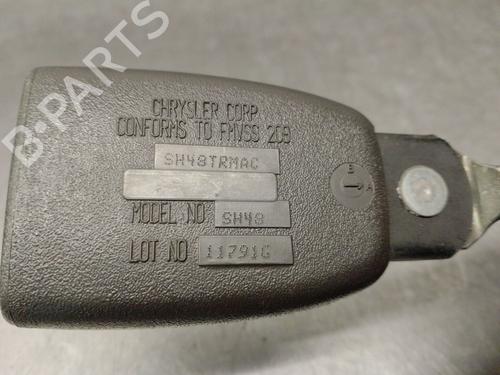 B-PARTS
CHRYSLER CORP
CONFORMS TO FMVSS 209
SH48TRMAC
MODEL NO SH48
LOT NO 11791G
B
A